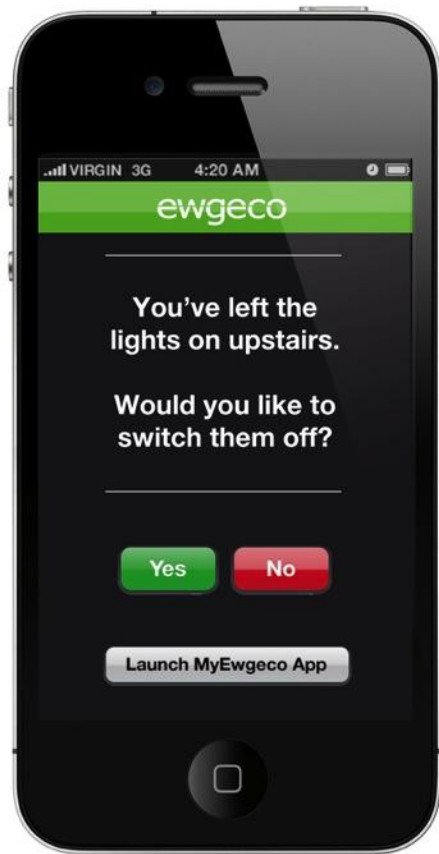 VIRGIN 3G 4:20 AM
ewgeco
You've left the
lights on upstairs.
Would you like to
switch them off?
Yes No
Launch MyEwgeco App